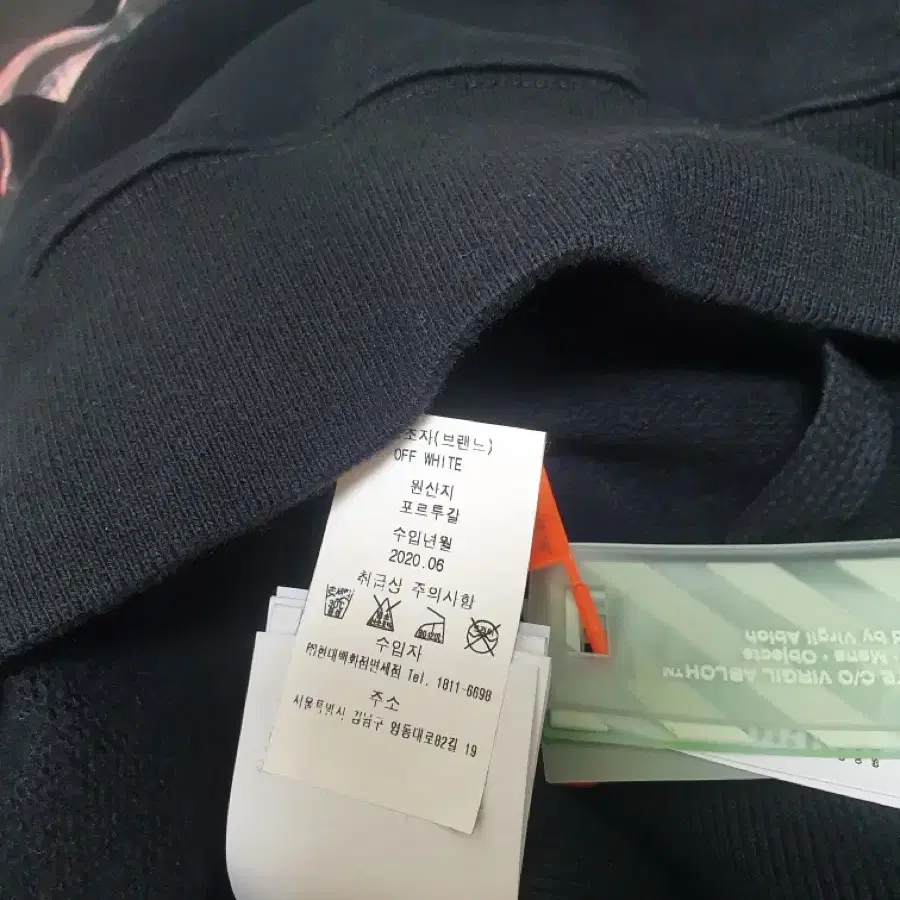 조자(브랜드)
OFF WHITE
원산지
포르투갈
수입년월
2020.06
취급상 주의사항
수입자
현대백화점면세점 Tel. 1811-6698
주소
서울특별시 강남구 영동대로82길 19
C/O VIRGIL ABLOH™
Mens · Objects
by Virgil Abloh